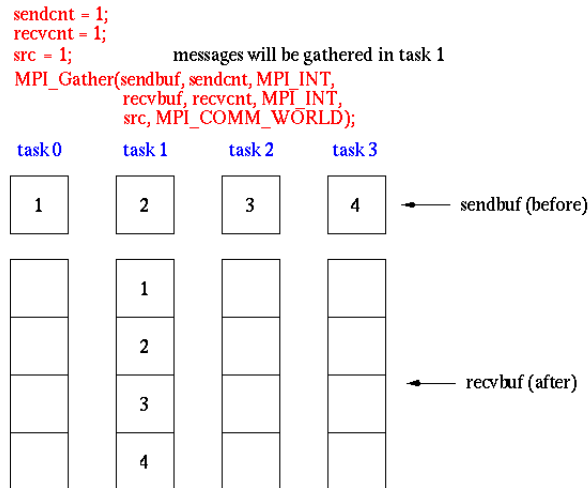 sendcnt = 1;
recvcnt = 1;
src = 1; messages will be gathered in task 1
MPI_Gather(sendbuf, sendcnt, MPI_INT,
recvbuf, recvcnt, MPI_INT,
src, MPI_COMM_WORLD);
task 0 task 1 task 2 task 3
1 2 3 4 sendbuf (before)
1
2
3 recvbuf (after)
4